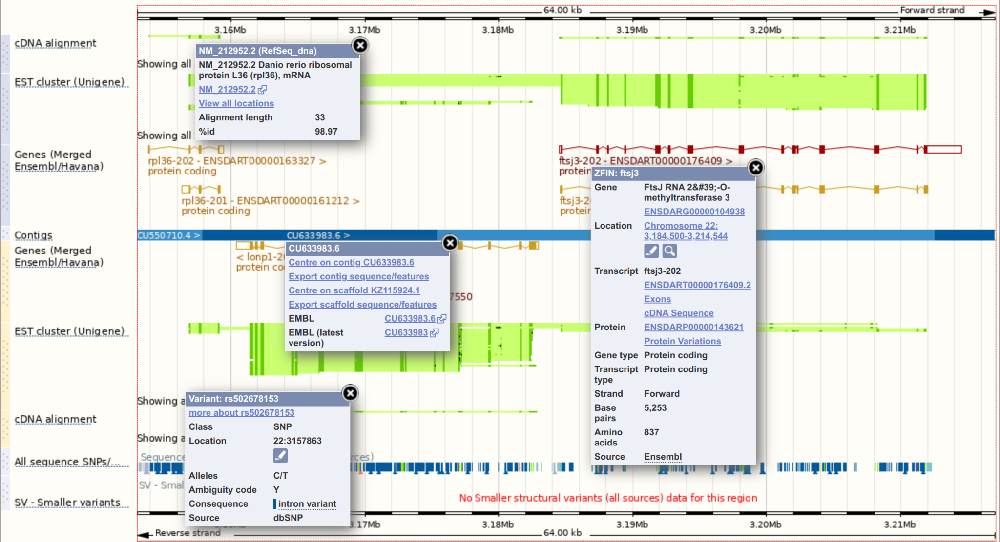 64.00 kb
Forward strand
3.16Mb 3.17Mb 3.18Mb 3.19Mb 3.20Mb 3.21Mb
cDNA alignment
NM_212952.2 (RefSeq_dna)
Showing all
NM_212952.2 Danio rerio ribosomal
protein L36 (rpl36), mRNA
EST cluster (Unigene)
NM_212952.2
View all locations
Alignment length 33
%id 98.97
Showing all
Genes (Merged
Ensembl/Havana)
rpl36-202 - ENSDART00000163327 >
protein coding
ftsj3-202 - ENSDART00000176409 >
protein
rpl36-201 - ENSDART00000161212 >
protein coding
ftsj3-20
protein
ZFIN: ftsj3
Gene FtsJ RNA 2&#39;-O-
methyltransferase 3
ENSDARG00000104938
Location Chromosome 22:
3,184,500-3,214,544
Transcript ftsj3-202
ENSDART00000176409.2
Exons
cDNA Sequence
Protein ENSDARP00000143621
Protein Variations
Gene type Protein coding
Transcript Protein coding
type
Strand Forward
Base 5,253
pairs
Amino 837
acids
Source Ensembl
Contigs
CU550710.4 >
CU633983.6 >
Genes (Merged
Ensembl/Havana)
< lonp1-20
protein co
7550
CU633983.6
Centre on contig CU633983.6
Export contig sequence/features
Centre on scaffold KZ115924.1
Export scaffold sequence/features
EMBL CU633983.6
EMBL (latest CU633983
version)
EST cluster (Unigene)
Showing a
cDNA alignment
Showing a
Variant: rs502678153
more about rs502678153
Class SNP
Location 22:3157863
Alleles C/T
Ambiguity code Y
Consequence intron variant
Source dbSNP
All sequence SNPs/...
Sequence
rces)
SV - Smal
SV - Smaller variants
No Smaller structural variants (all sources) data for this region
3.17Mb 3.18Mb 3.19Mb 3.20Mb 3.21Mb
Reverse strand
64.00 kb